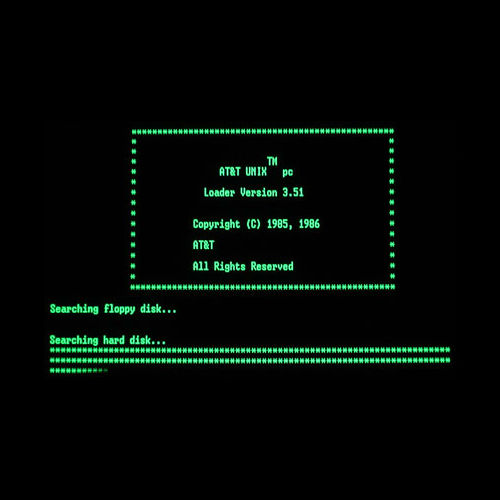 TM
AT&T UNIX pc
Loader Version 3.51
Copyright (C) 1985, 1986
AT&T
All Rights Reserved
Searching floppy disk...
Searching hard disk...